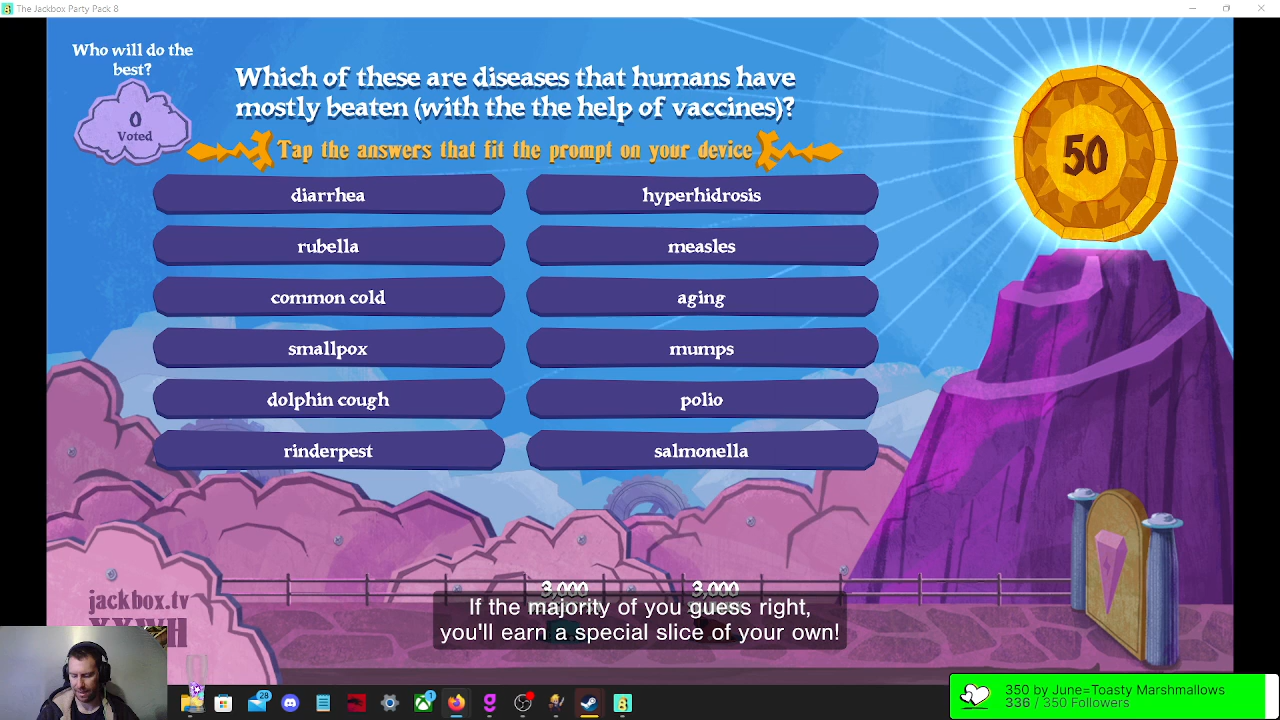 The Jackbox Party Pack 8
Who will do the
best?
0
Voted
Which of these are diseases that humans have
mostly beaten (with the the help of vaccines)?
Tap the answers that fit the prompt on your device
50
diarrhea
hyperhidrosis
rubella
measles
common cold
aging
smallpox
mumps
dolphin cough
polio
rinderpest
salmonella
3,000
3,000
If the majority of you guess right,
you'll earn a special slice of your own!
jackbox.tv
28
1
350 by June=Toasty Marshmallows
336 / 350 Followers